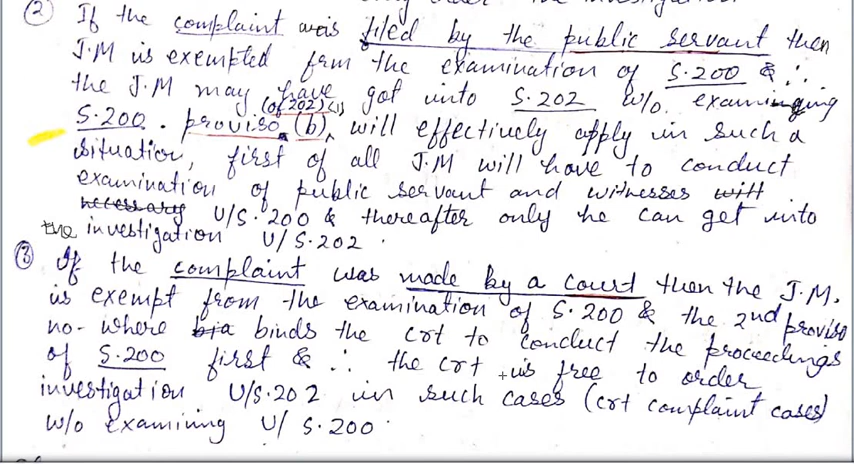 ② If the complaint was filed by the public servant then
J.M is exempted from the examination of S.200 & ∴
the J.M may have got into S.202 w/o. examinging
S.200. proviso (of 202)(1) (b), will effectively apply in such a
situation, first of all J.M will have to conduct
examination of public servant and witnesses will
necessary U/S.200 & thereafter only he can get into
the investigation U/S.202.
③ If the complaint was made by a court then the J.M.
is exempt from the examination of S.200 & the 2nd proviso
no-where binds the crt to conduct the proceedings
of S.200 first & ∴ the crt is free to order
investigation U/S.202 in such cases (crt complaint cases)
w/o examining U/ S.200.